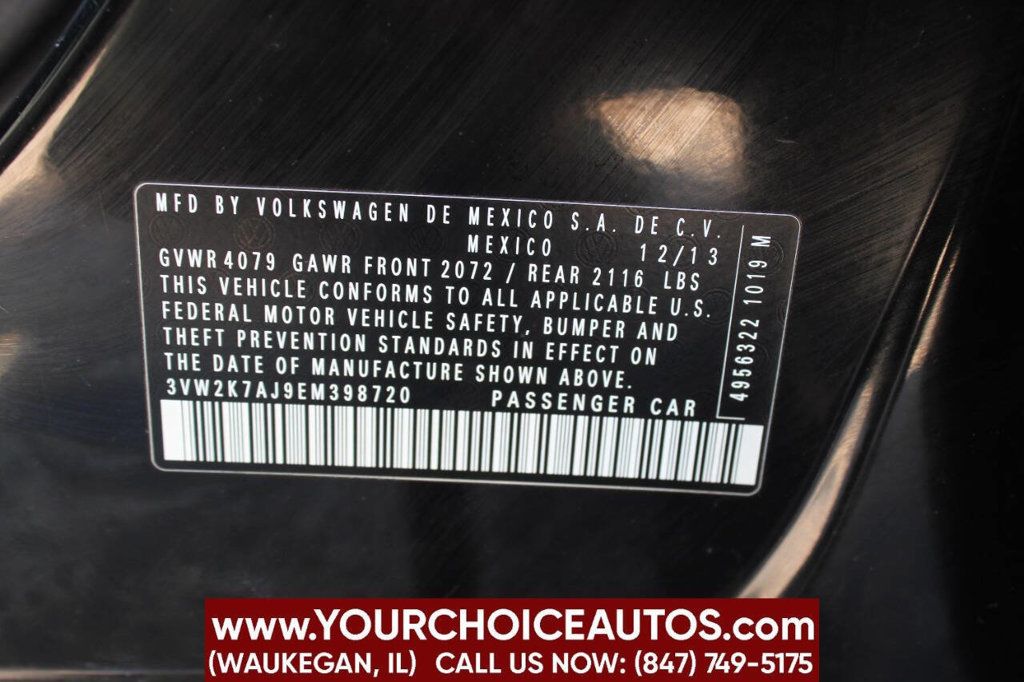 MFD BY VOLKSWAGEN DE MEXICO S.A. DE C.V.
MEXICO 12/13
GVWR 4079 GAWR FRONT 2072 / REAR 2116 LBS
THIS VEHICLE CONFORMS TO ALL APPLICABLE U.S.
FEDERAL MOTOR VEHICLE SAFETY, BUMPER AND
THEFT PREVENTION STANDARDS IN EFFECT ON
THE DATE OF MANUFACTURE SHOWN ABOVE.
3VW2K7AJ9EM398720 PASSENGER CAR
4956322 1019 M
www.YOURCHOICEAUTOS.com
(WAUKEGAN, IL) CALL US NOW: (847) 749-5175